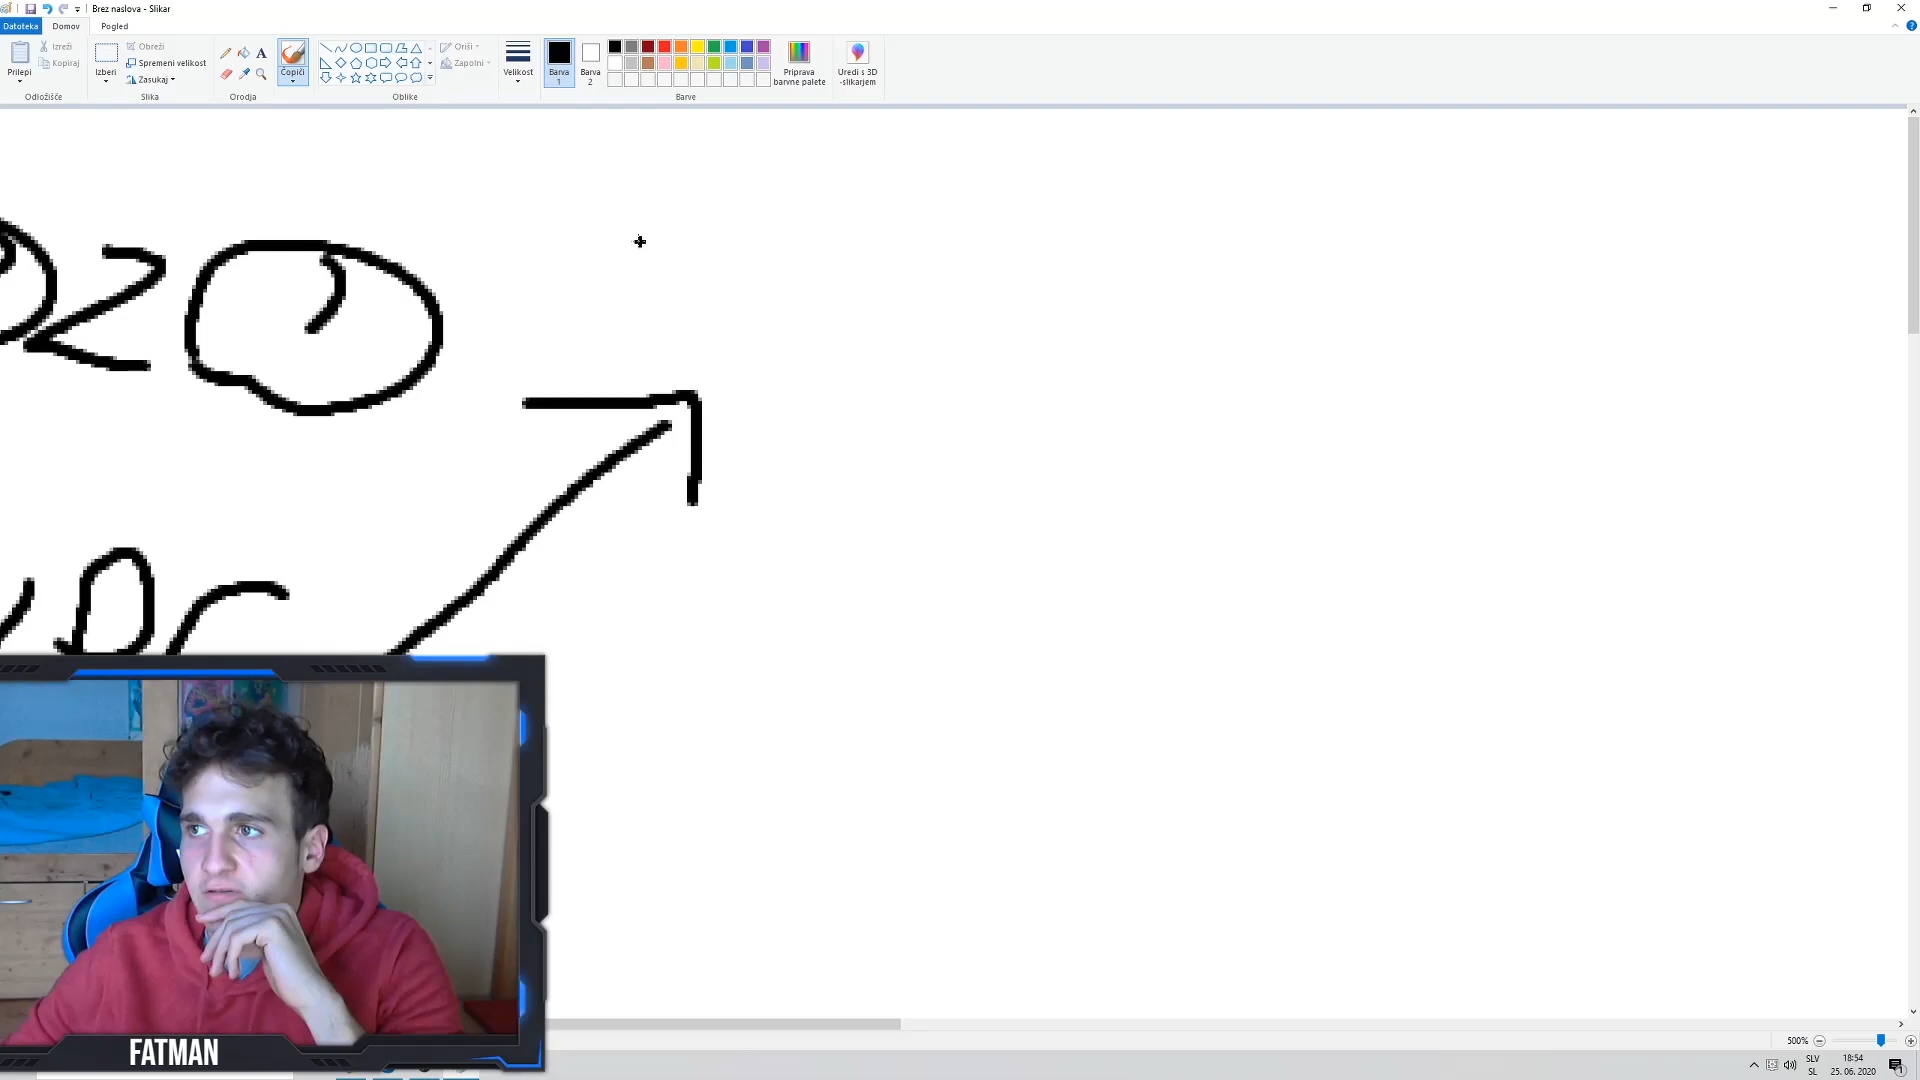 Brez naslova - Slikar
Datoteka Domov Pogled
Prilepi
Izreži
Kopiraj
Odložišče
Izberi
Obreži
Spremeni velikost
Zasukaj
Slika
A
Orodja
Čopiči
Oblike
Oriši
Zapolni
Velikost
Barva 1
Barva 2
Barve
Priprava
barvne palete
Uredi s 3D
-slikarjem
FATMAN
500%
SLV
SL
18:54
25. 06. 2020